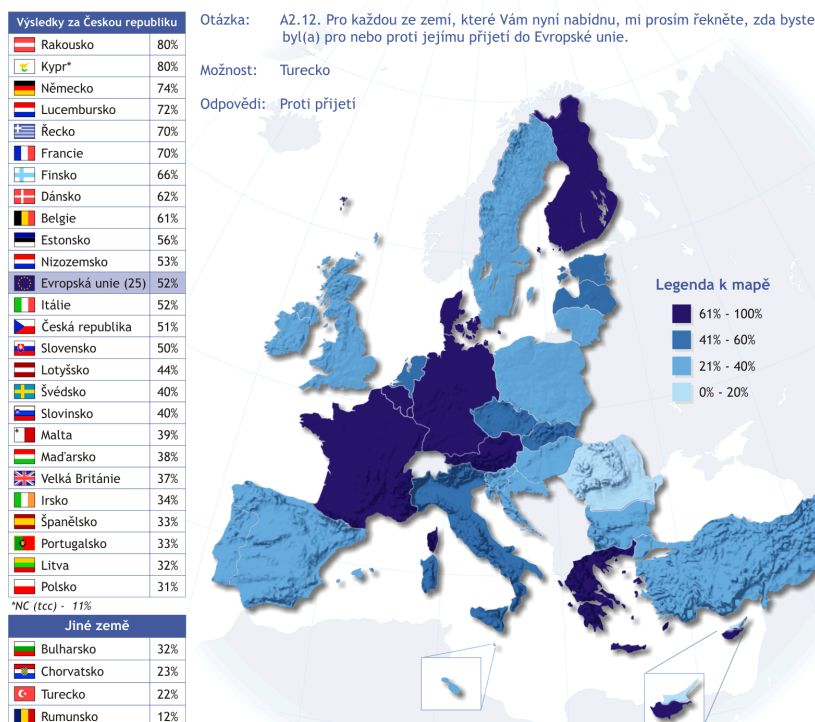 Výsledky za Českou republiku
Rakousko 80%
Kypr* 80%
Německo 74%
Lucembursko 72%
Řecko 70%
Francie 70%
Finsko 66%
Dánsko 62%
Belgie 61%
Estonsko 56%
Nizozemsko 53%
Evropská unie (25) 52%
Itálie 52%
Česká republika 51%
Slovensko 50%
Lotyšsko 44%
Švédsko 40%
Slovinsko 40%
Malta 39%
Maďarsko 38%
Velká Británie 37%
Irsko 34%
Španělsko 33%
Portugalsko 33%
Litva 32%
Polsko 31%
*NC (tcc) - 11%
Jiné země
Bulharsko 32%
Chorvatsko 23%
Turecko 22%
Rumunsko 12%
Otázka: A2.12. Pro každou ze zemí, které Vám nyní nabídnu, mi prosím řekněte, zda byste
byl(a) pro nebo proti jejímu přijetí do Evropské unie.
Možnost: Turecko
Odpovědi: Proti přijetí
Legenda k mapě
61% - 100%
41% - 60%
21% - 40%
0% - 20%